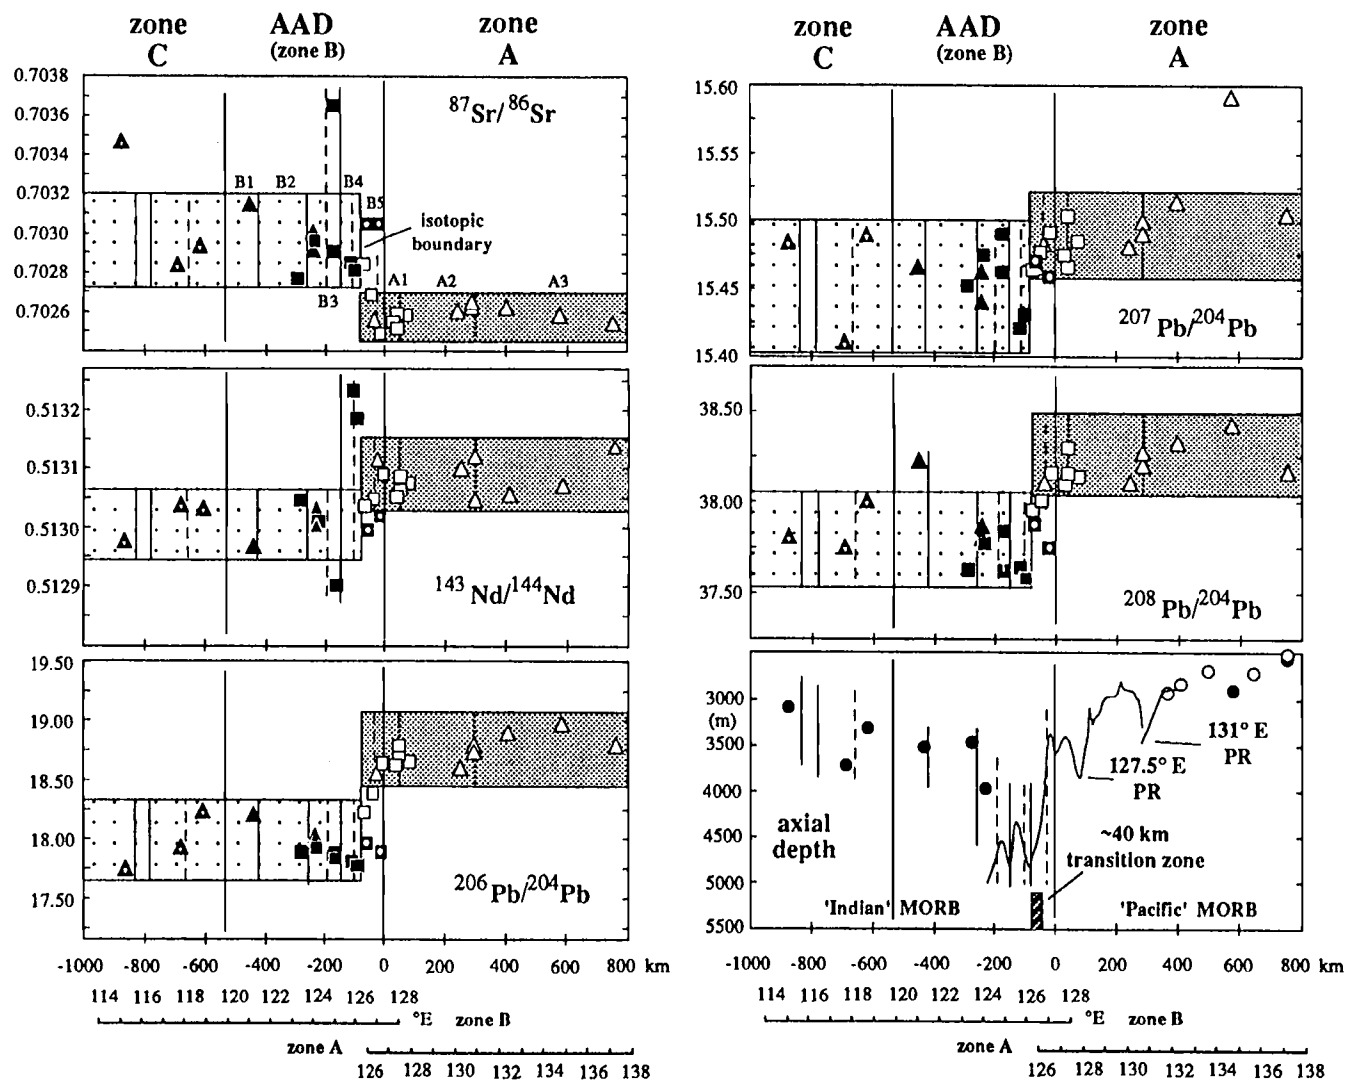 zone AAD zone
C (zone B) A
0.7038
0.7036
0.7034
0.7032
0.7030
0.7028
0.7026
87Sr/86Sr
B1 B2 B4
B5
isotopic
boundary
B3 A1 A2 A3
0.5132
0.5131
0.5130
0.5129
143Nd/144Nd
19.50
19.00
18.50
18.00
17.50
206Pb/204Pb
-1000 -800 -600 -400 -200 0 200 400 600 800 km
114 116 118 120 122 124 126 128
°E zone B
zone A
126 128 130 132 134 136 138
zone AAD zone
C (zone B) A
15.60
15.55
15.50
15.45
15.40
207Pb/204Pb
38.50
38.00
37.50
208Pb/204Pb
3000
(m)
3500
4000
4500
5000
5500
131° E
PR
127.5° E
PR
axial
depth
~40 km
transition zone
'Indian' MORB 'Pacific' MORB
-1000 -800 -600 -400 -200 0 200 400 600 800 km
114 116 118 120 122 124 126 128
°E zone B
zone A
126 128 130 132 134 136 138